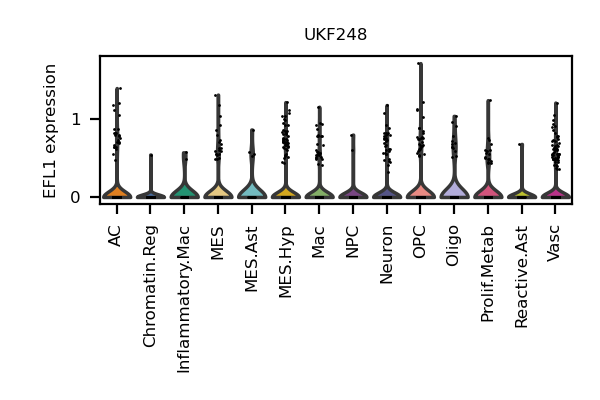 UKF248
EFL1 expression
1
0
AC
Chromatin.Reg
Inflammatory.Mac
MES
MES.Ast
MES.Hyp
Mac
NPC
Neuron
OPC
Oligo
Prolif.Metab
Reactive.Ast
Vasc